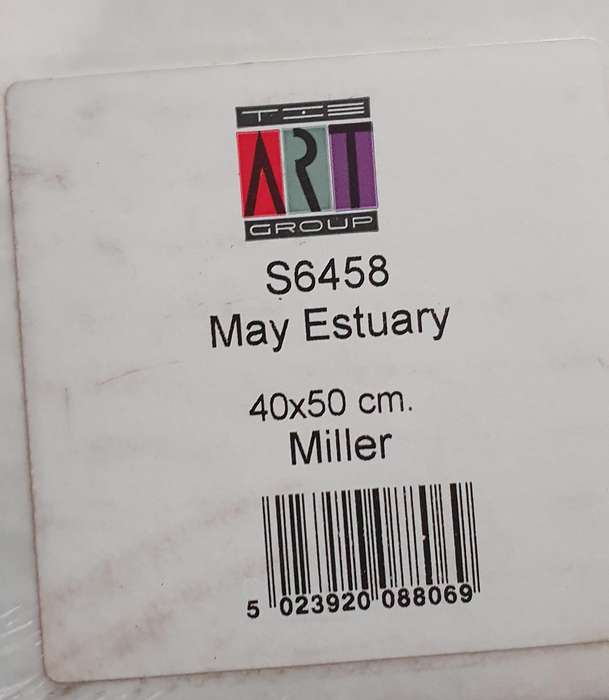 THE
ART
GROUP
S6458
May Estuary
40x50 cm.
Miller
5 023920 088069